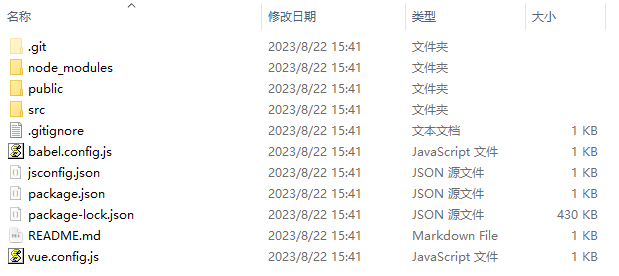 名称 修改日期 类型 大小
.git 2023/8/22 15:41 文件夹
node_modules 2023/8/22 15:41 文件夹
public 2023/8/22 15:41 文件夹
src 2023/8/22 15:41 文件夹
.gitignore 2023/8/22 15:41 文本文档 1 KB
babel.config.js 2023/8/22 15:41 JavaScript 文件 1 KB
jsconfig.json 2023/8/22 15:41 JSON 源文件 1 KB
package.json 2023/8/22 15:41 JSON 源文件 1 KB
package-lock.json 2023/8/22 15:41 JSON 源文件 430 KB
README.md 2023/8/22 15:41 Markdown File 1 KB
vue.config.js 2023/8/22 15:41 JavaScript 文件 1 KB